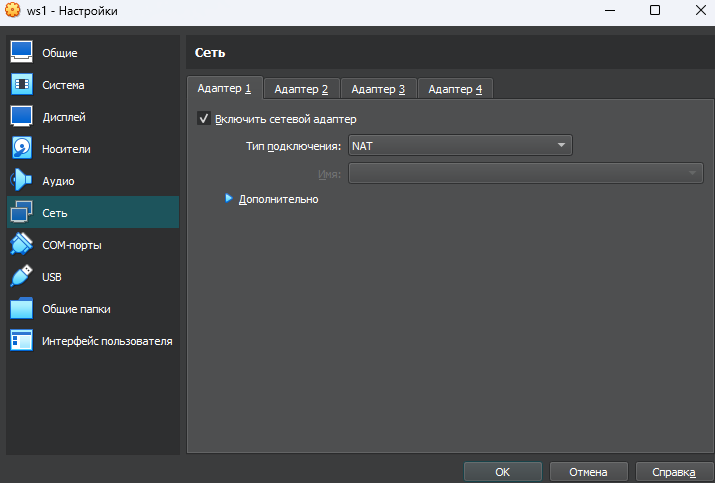 ws1 - Настройки
Общие
Система
Дисплей
Носители
Аудио
Сеть
COM-порты
USB
Общие папки
Интерфейс пользователя
Сеть
Адаптер 1 Адаптер 2 Адаптер 3 Адаптер 4
Включить сетевой адаптер
Тип подключения: NAT
Имя:
Дополнительно
OK Отмена Справка